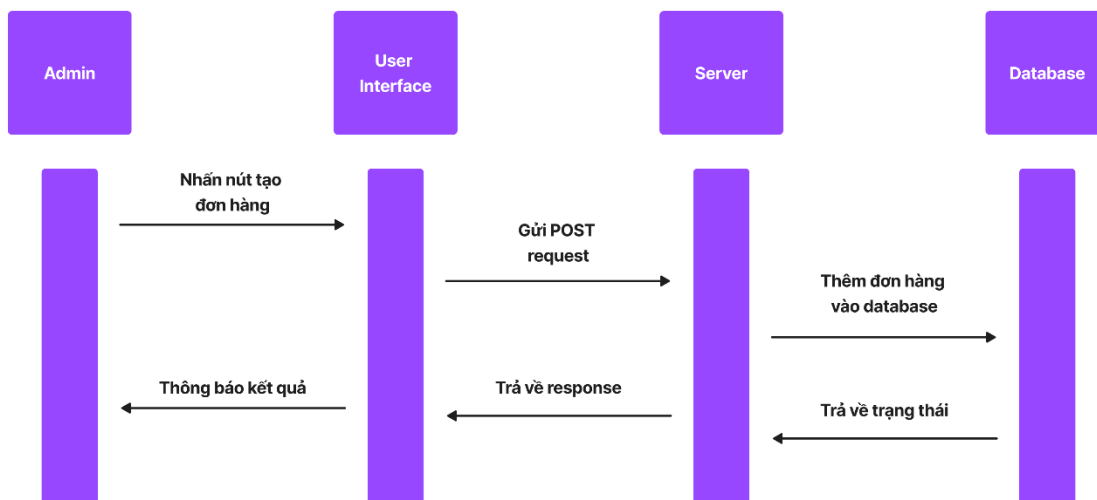 Admin
User
Interface
Server
Database
Nhấn nút tạo
đơn hàng
Gửi POST
request
Thêm đơn hàng
vào database
Thông báo kết quả
Trả về response
Trả về trạng thái